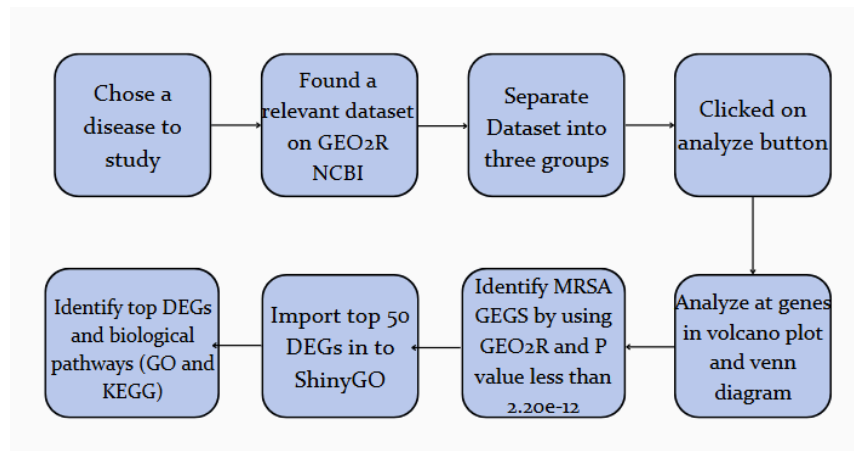 Chose a
disease to
study
Found a
relevant dataset
on GEO2R
NCBI
Separate
Dataset into
three groups
Clicked on
analyze button
Analyze at genes
in volcano plot
and venn
diagram
Identify MRSA
GEGS by using
GEO2R and P
value less than
2.20e-12
Import top 50
DEGs in to
ShinyGO
Identify top DEGs
and biological
pathways (GO and
KEGG)